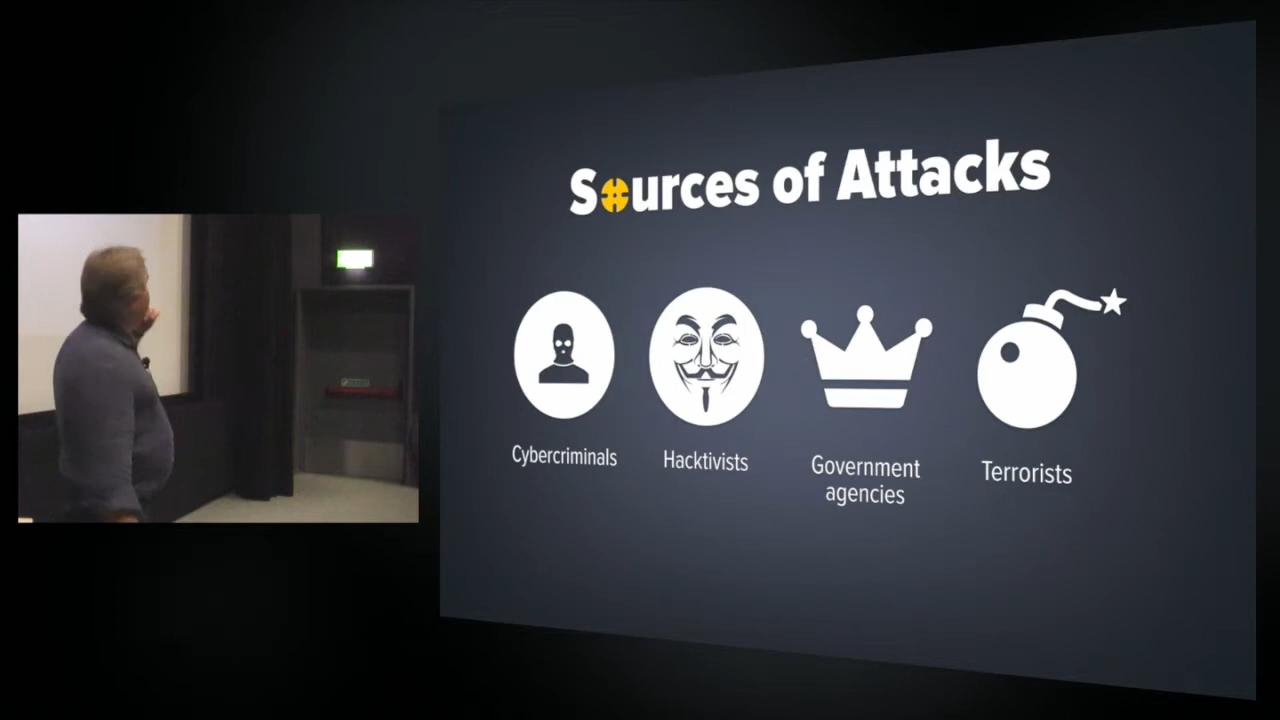 Sources of Attacks
Cybercriminals
Hacktivists
Government
agencies
Terrorists